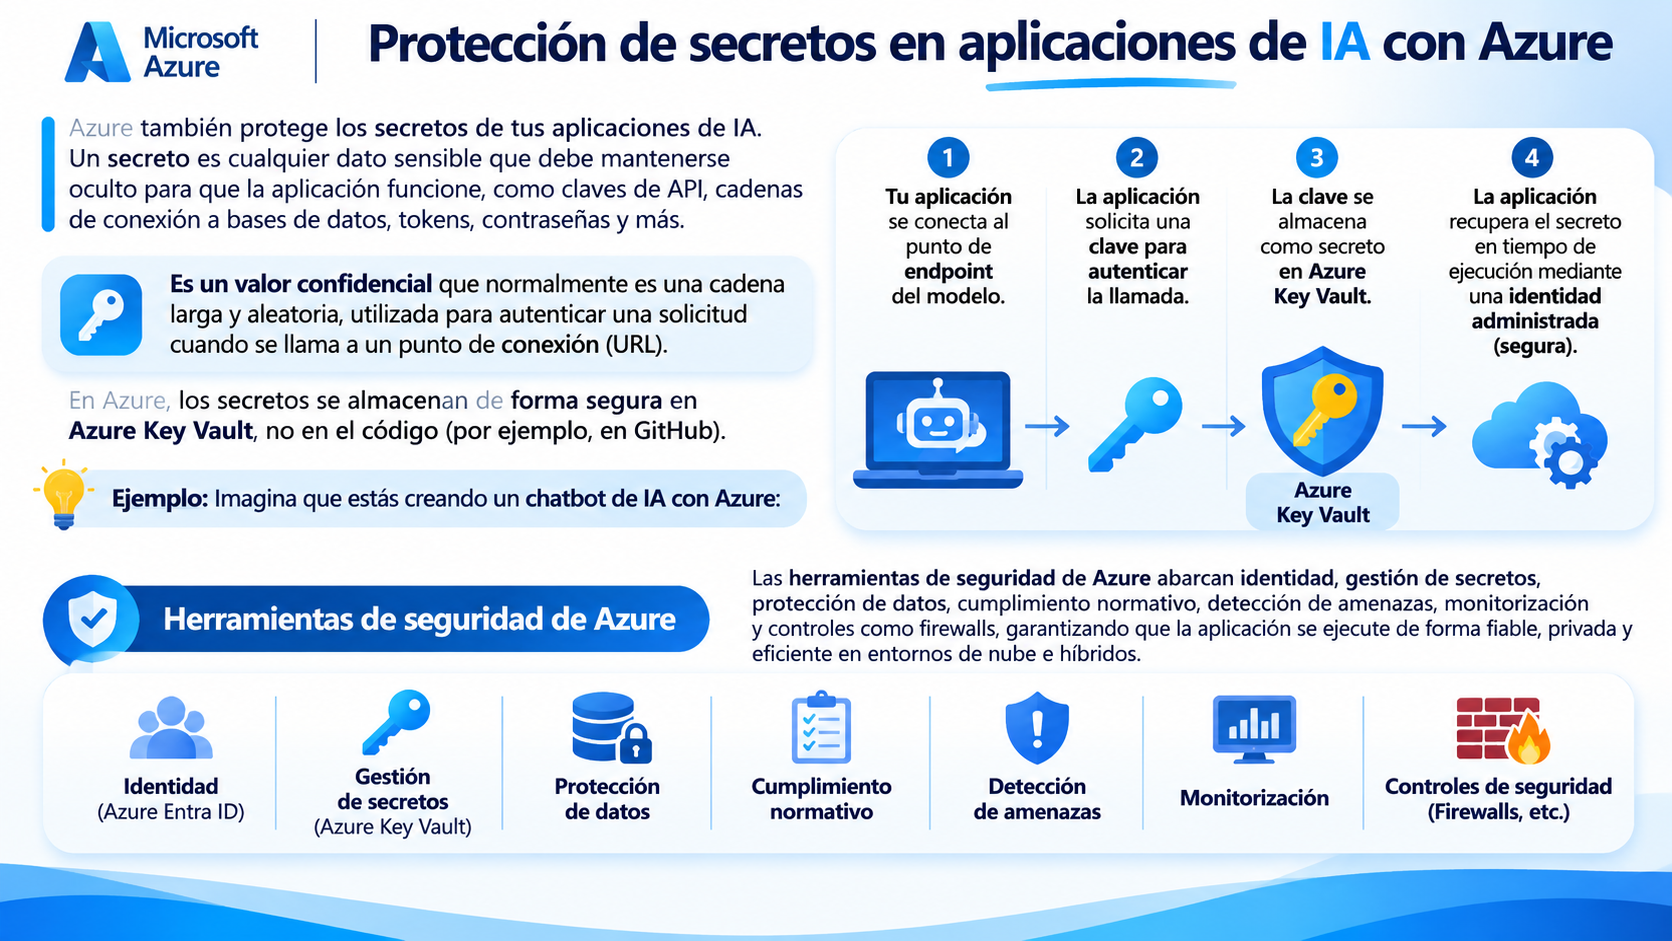 Microsoft
Azure
Protección de secretos en aplicaciones de IA con Azure
Azure también protege los secretos de tus aplicaciones de IA.
Un secreto es cualquier dato sensible que debe mantenerse
oculto para que la aplicación funcione, como claves de API, cadenas
de conexión a bases de datos, tokens, contraseñas y más.
Es un valor confidencial que normalmente es una cadena
larga y aleatoria, utilizada para autenticar una solicitud
cuando se llama a un punto de conexión (URL).
En Azure, los secretos se almacenan de forma segura en
Azure Key Vault, no en el código (por ejemplo, en GitHub).
Ejemplo: Imagina que estás creando un chatbot de IA con Azure:
1
Tu aplicación
se conecta al
punto de
endpoint
del modelo.
2
La aplicación
solicita una
clave para
autenticar
la llamada.
3
La clave se
almacena
como secreto
en Azure
Key Vault.
4
La aplicación
recupera el secreto
en tiempo de
ejecución mediante
una identidad
administrada
(segura).
Azure
Key Vault
Herramientas de seguridad de Azure
Las herramientas de seguridad de Azure abarcan identidad, gestión de secretos,
protección de datos, cumplimiento normativo, detección de amenazas, monitorización
y controles como firewalls, garantizando que la aplicación se ejecute de forma fiable, privada y
eficiente en entornos de nube e híbridos.
Identidad
(Azure Entra ID)
Gestión
de secretos
(Azure Key Vault)
Protección
de datos
Cumplimiento
normativo
Detección
de amenazas
Monitorización
Controles de seguridad
(Firewalls, etc.)